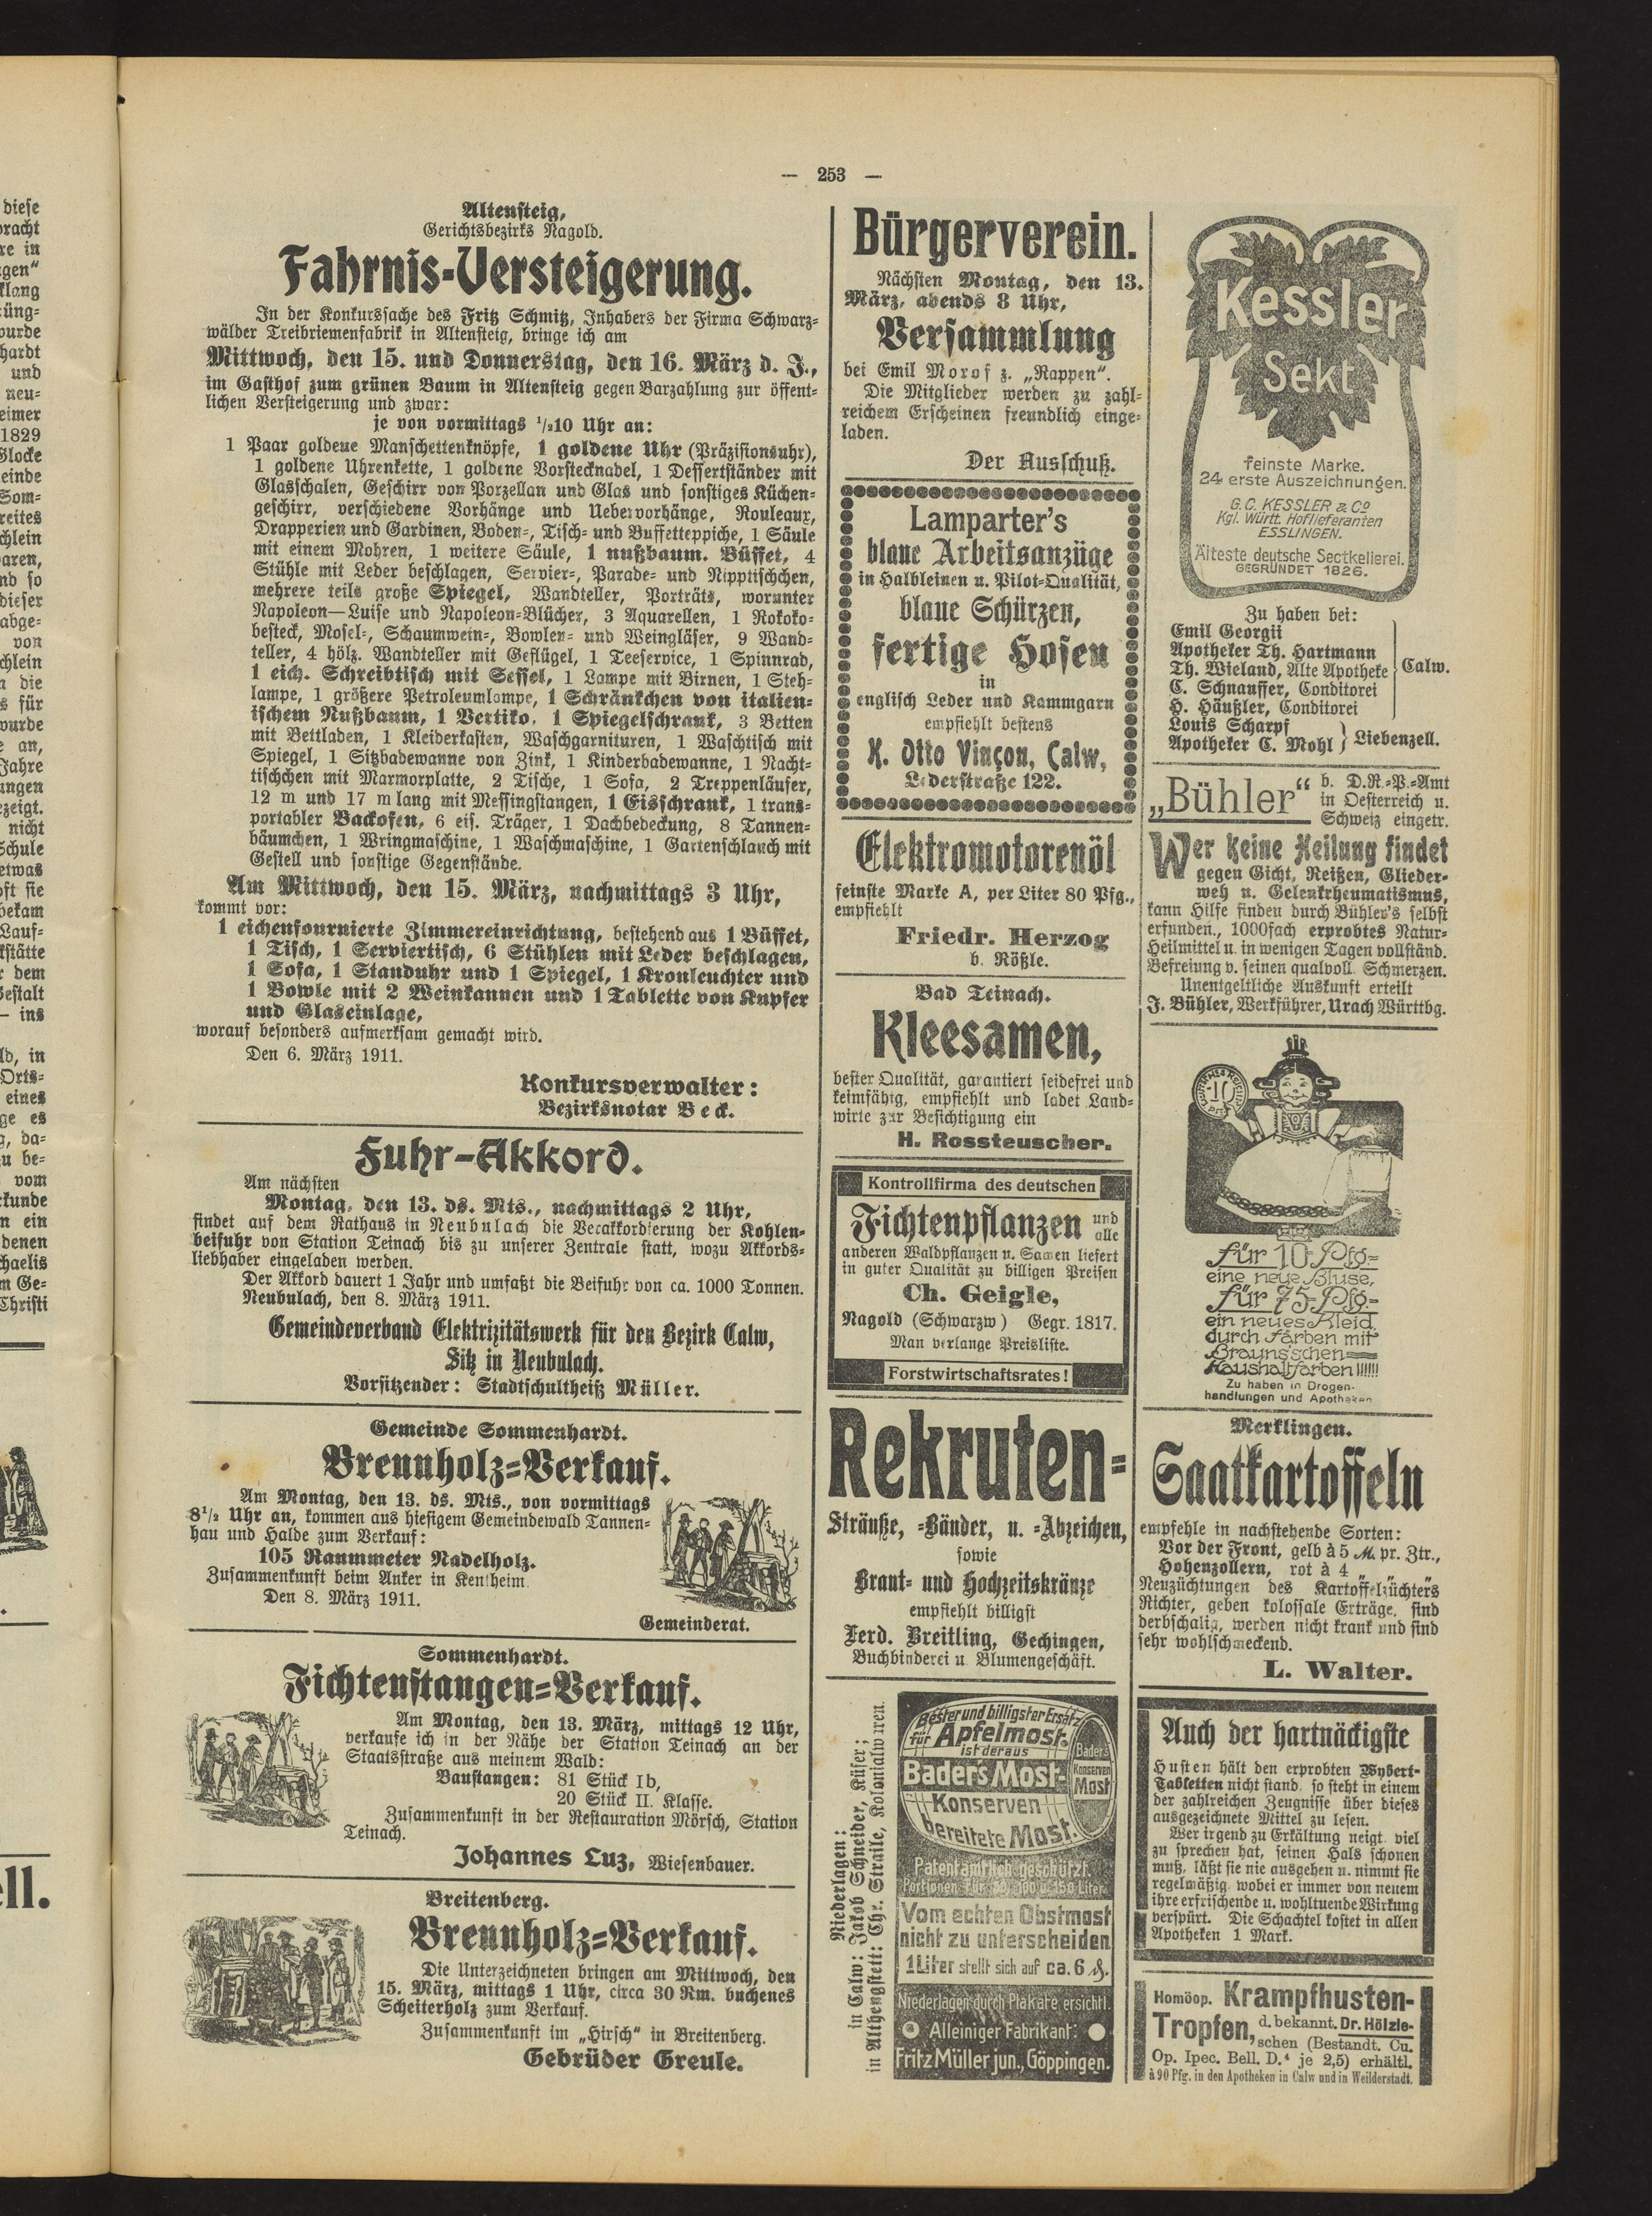 — 253 —
Altensteig,
Gerichtsbezirks Nagold.
Fahrnis-Versteigerung.
In der Konkurssache des Fritz Schmitz, Inhabers der Firma Schwarz-
wälder Treibriemenfabrik in Altensteig, bringe ich am
Mittwoch, den 15. und Donnerstag, den 16. März d. J.,
im Gasthof zum grünen Baum in Altensteig gegen Barzahlung zur öffent-
lichen Versteigerung und zwar:
je von vormittags 1/210 Uhr an:
1 Paar goldene Manschettenknöpfe, 1 goldene Uhr (Präzisionsuhr),
1 goldene Uhrenkette, 1 goldene Vorstecknadel, 1 Dessertständer mit
Glasschalen, Geschirr von Porzellan und Glas und sonstiges Küchen-
geschirr, verschiedene Vorhänge und Uebervorhänge, Rouleaux,
Drapperien und Gardinen, Boden-, Tisch- und Buffetteppiche, 1 Säule
mit einem Mohren, 1 weitere Säule, 1 nußbaum. Büffet, 4
Stühle mit Leder beschlagen, Servier-, Parade- und Nipptischchen,
mehrere teils große Spiegel, Wandteller, Porträts, worunter
Napoleon—Luise und Napoleon-Blücher, 3 Aquarellen, 1 Rokoko-
besteck, Mosel-, Schaumwein-, Bowlen- und Weingläser, 9 Wand-
teller, 4 hölz. Wandteller mit Geflügel, 1 Teeservice, 1 Spinnrad,
1 eich. Schreibtisch mit Sessel, 1 Lampe mit Birnen, 1 Steh-
lampe, 1 größere Petroleumlampe, 1 Schränkchen von italien-
ischem Nußbaum, 1 Vertiko, 1 Spiegelschrank, 3 Betten
mit Bettladen, 1 Kleiderkasten, Waschgarnituren, 1 Waschtisch mit
Spiegel, 1 Sitzbadewanne von Zink, 1 Kinderbadewanne, 1 Nacht-
tischchen mit Marmorplatte, 2 Tische, 1 Sofa, 2 Treppenläufer,
12 m und 17 m lang mit Messingstangen, 1 Eisschrank, 1 trans-
portabler Backofen, 6 eis. Träger, 1 Dachbedeckung, 8 Tannen-
bäumchen, 1 Wringmaschine, 1 Waschmaschine, 1 Gartenschlauch mit
Gestell und sonstige Gegenstände.
Am Mittwoch, den 15. März, nachmittags 3 Uhr,
kommt vor:
1 eichenfournierte Zimmereinrichtung, bestehend aus 1 Büffet,
1 Tisch, 1 Serviertisch, 6 Stühlen mit Leder beschlagen,
1 Sofa, 1 Standuhr und 1 Spiegel, 1 Kronleuchter und
1 Bowle mit 2 Weinkannen und 1 Tablette von Kupfer
und Glaseinlage,
worauf besonders aufmerksam gemacht wird.
Den 6. März 1911.
Konkursverwalter:
Bezirksnotar Beck.
Fuhr-Akkord.
Am nächsten
Montag, den 13. ds. Mts., nachmittags 2 Uhr,
findet auf dem Rathaus in Neubulach die Verakkordierung der Kohlen-
beifuhr von Station Teinach bis zu unserer Zentrale statt, wozu Akkords-
liebhaber eingeladen werden.
Der Akkord dauert 1 Jahr und umfaßt die Beifuhr von ca. 1000 Tonnen.
Neubulach, den 8. März 1911.
Gemeindeverband Elektrizitätswerk für den Bezirk Calw,
Sitz in Neubulach.
Vorsitzender: Stadtschultheiß Müller.
Gemeinde Sommenhardt.
Brennholz-Verkauf.
Am Montag, den 13. ds. Mts., von vormittags
8 1/2 Uhr an, kommen aus hiesigem Gemeindewald Tannen-
hau und Halde zum Verkauf:
105 Raummeter Nadelholz.
Zusammenkunft beim Anker in Kentheim.
Den 8. März 1911.
Gemeinderat.
Sommenhardt.
Fichtenstangen-Verkauf.
Am Montag, den 13. März, mittags 12 Uhr,
verkaufe ich in der Nähe der Station Teinach an der
Staatsstraße aus meinem Wald:
Baustangen: 81 Stück Ib,
20 Stück II. Klasse.
Zusammenkunft in der Restauration Mörsch, Station
Teinach.
Johannes Luz, Wiesenbauer.
Breitenberg.
Brennholz-Verkauf.
Die Unterzeichneten bringen am Mittwoch, den
15. März, mittags 1 Uhr, circa 30 Rm. buchenes
Scheiterholz zum Verkauf.
Zusammenkunft im „Hirsch“ in Breitenberg.
Gebrüder Greule.
Bürgerverein.
Nächsten Montag, den 13.
März, abends 8 Uhr,
Versammlung
bei Emil Morof z. „Rappen“.
Die Mitglieder werden zu zahl-
reichem Erscheinen freundlich einge-
laden.
Der Ausschuß.
Lamparter's
blaue Arbeitsanzüge
in Halbleinen u. Pilot-Qualität,
blaue Schürzen,
fertige Hosen
in
englisch Leder und Kammgarn
empfiehlt bestens
K. Otto Vinçon, Calw,
Lederstraße 122.
Elektromotorenöl
feinste Marke A, per Liter 80 Pfg.,
empfiehlt
Friedr. Herzog
b. Rößle.
Bad Teinach.
Kleesamen,
bester Qualität, garantiert seidefrei und
keimfähig, empfiehlt und ladet Land-
wirte zur Besichtigung ein
H. Rossteuscher.
Kontrollfirma des deutschen
Fichtenpflanzen und alle
anderen Waldpflanzen u. Samen liefert
in guter Qualität zu billigen Preisen
Ch. Geigle,
Nagold (Schwarzw) Gegr. 1817.
Man verlange Preisliste.
Forstwirtschaftsrates!
Rekruten-
Sträuße, -Bänder, u. -Abzeichen,
sowie
Braut- und Hochzeitskränze
empfiehlt billigst
Ferd. Breitling, Gechingen,
Buchbinderei u Blumengeschäft.
Niederlagen:
in Calw: Jakob Schneider, Küfer;
in Althengstett: Chr. Straile, Kolonialwaren.
Bester und billigster Ersatz
für Apfelmost.
ist der aus
Baders Most-
Konserven
bereitete Most.
Baders
Konserven
Most
Patentamtlich geschützt.
Portionen für 50, 100 u. 150 Liter
Vom echten Obstmost
nicht zu unterscheiden
1 Liter stellt sich auf ca. 6 ₰.
Niederlagen durch Plakate ersichtl.
Alleiniger Fabrikant:
Fritz Müller jun., Göppingen.
Kessler
Sekt
feinste Marke.
24 erste Auszeichnungen.
G.C. KESSLER & Co
Kgl. Württ. Hoflieferanten
ESSLINGEN.
Älteste deutsche Sectkellerei.
GEGRÜNDET 1826.
Zu haben bei:
Emil Georgii
Apotheker Th. Hartmann
Th. Wieland, Alte Apotheke
C. Schnauffer, Conditorei
H. Häußler, Conditorei
Calw.
Louis Scharpf
Apotheker C. Mohl
Liebenzell.
„Bühler“ b. D.R.-P.-Amt
in Oesterreich u.
Schweiz eingetr.
Wer keine Heilung findet
gegen Gicht, Reißen, Glieder-
weh u. Gelenkrheumatismus,
kann Hilfe finden durch Bühler's selbst
erfunden., 1000fach erprobtes Natur-
Heilmittel u. in wenigen Tagen vollständ.
Befreiung v. seinen qualvoll. Schmerzen.
Unentgeltliche Auskunft erteilt
J. Bühler, Werkführer, Urach Württbg.
10
für 10 Pfg-
eine neue Bluse,
für 75 Pfg.-
ein neues Kleid
durch Färben mit
Brauns'schen
Haushaltfarben!!!!!!
Zu haben in Drogen-
handlungen und Apotheken
Merklingen.
Saatkartoffeln
empfehle in nachstehende Sorten:
Vor der Front, gelb à 5 M. pr. Ztr.,
Hohenzollern, rot à 4 " "
Neuzüchtungen des Kartoffelzüchters
Richter, geben kolossale Erträge, sind
derbschalig, werden nicht krank und sind
sehr wohlschmeckend.
L. Walter.
Auch der hartnäckigste
Husten hält den erprobten Wybert-
Tabletten nicht stand, so steht in einem
der zahlreichen Zeugnisse über dieses
ausgezeichnete Mittel zu lesen.
Wer irgend zu Erkältung neigt, viel
zu sprechen hat, seinen Hals schonen
muß, läßt sie nie ausgehen u. nimmt sie
regelmäßig, wobei er immer von neuem
ihre erfrischende u. wohltuende Wirkung
verspürt. Die Schachtel kostet in allen
Apotheken 1 Mark.
Homöop. Krampfhusten-
Tropfen, d. bekannt. Dr. Hölzle-
schen (Bestandt. Cu.
Op. Ipec. Bell. D.4 je 2,5) erhältl.
à 90 Pfg. in den Apotheken in Calw und in Weilderstadt.